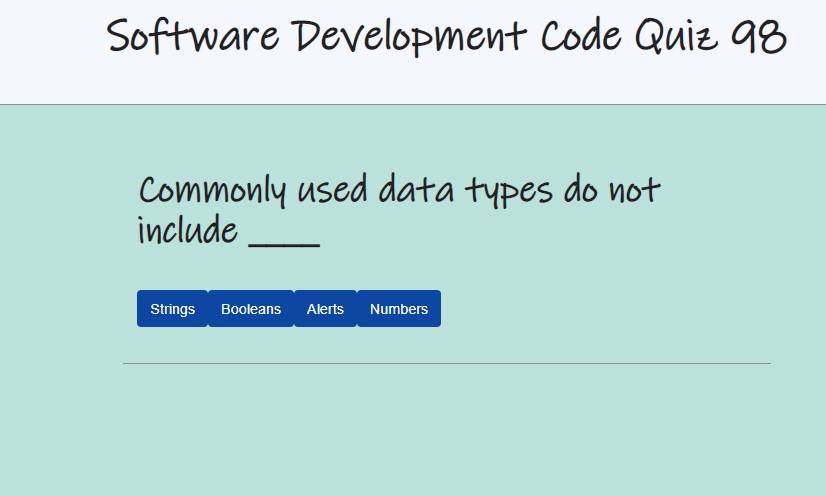 Software Development Code Quiz 98
Commonly used data types do not
include ____
Strings Booleans Alerts Numbers